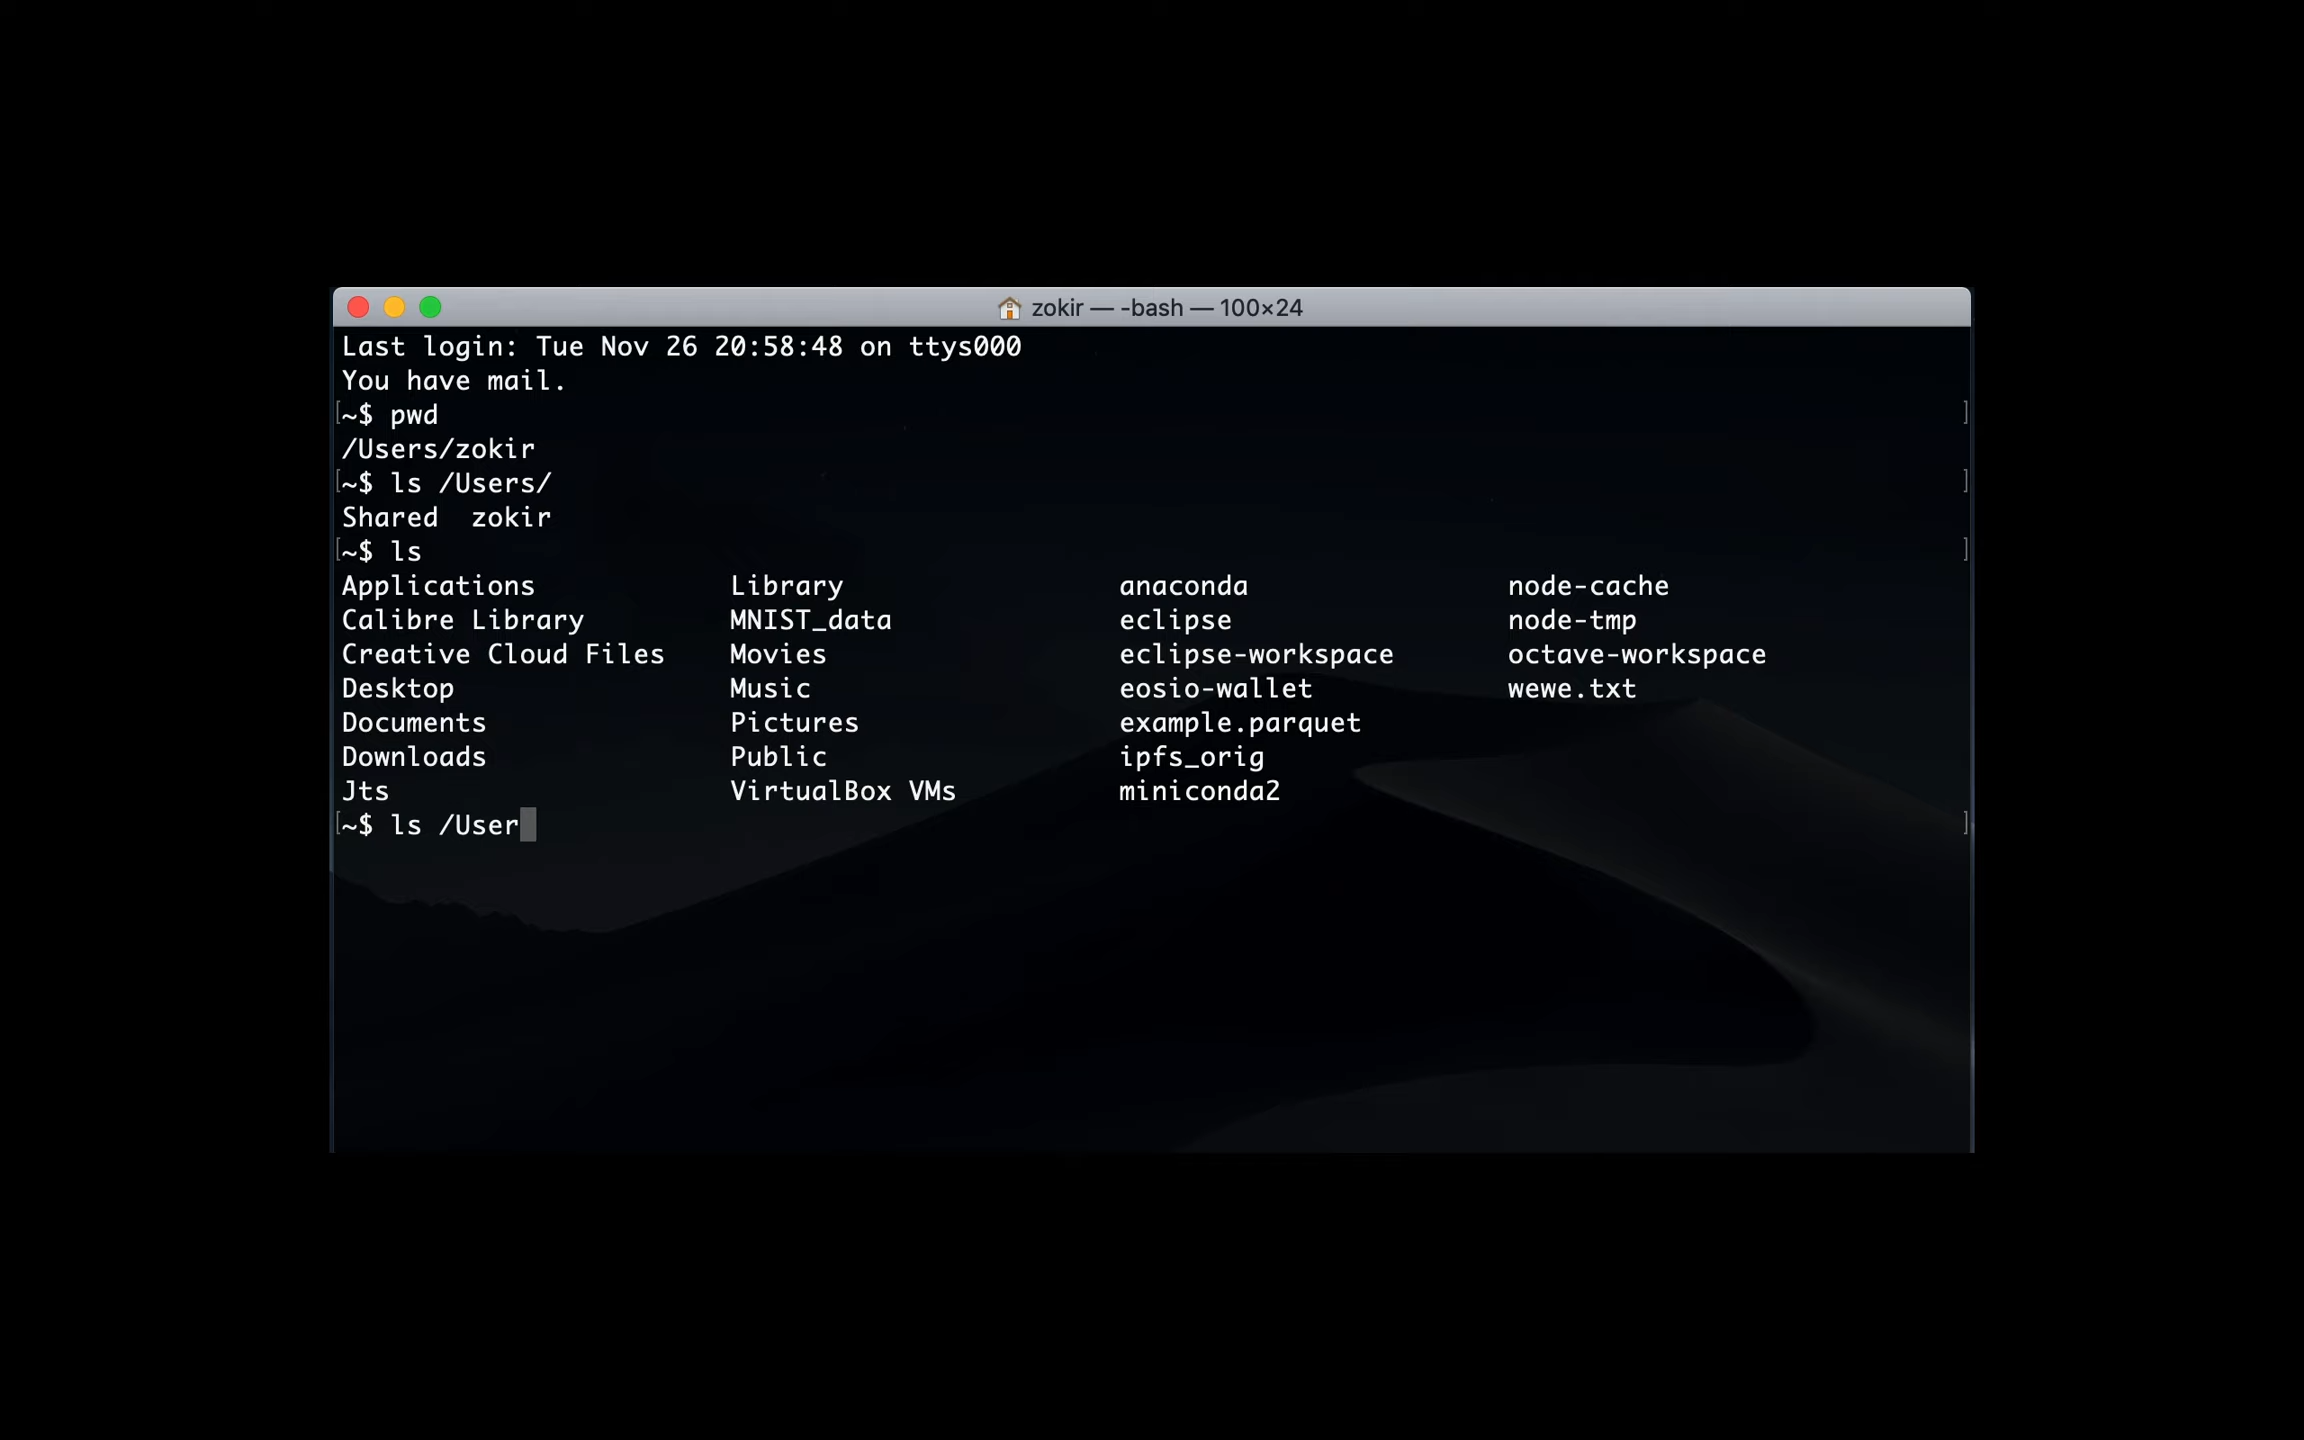 zokir — -bash — 100×24
Last login: Tue Nov 26 20:58:48 on ttys000
You have mail.
[~$ pwd ]
/Users/zokir
[~$ ls /Users/ ]
Shared  zokir
[~$ ls ]
Applications Library anaconda node-cache
Calibre Library MNIST_data eclipse node-tmp
Creative Cloud Files Movies eclipse-workspace octave-workspace
Desktop Music eosio-wallet wewe.txt
Documents Pictures example.parquet
Downloads Public ipfs_orig
Jts VirtualBox VMs miniconda2
[~$ ls /User ]